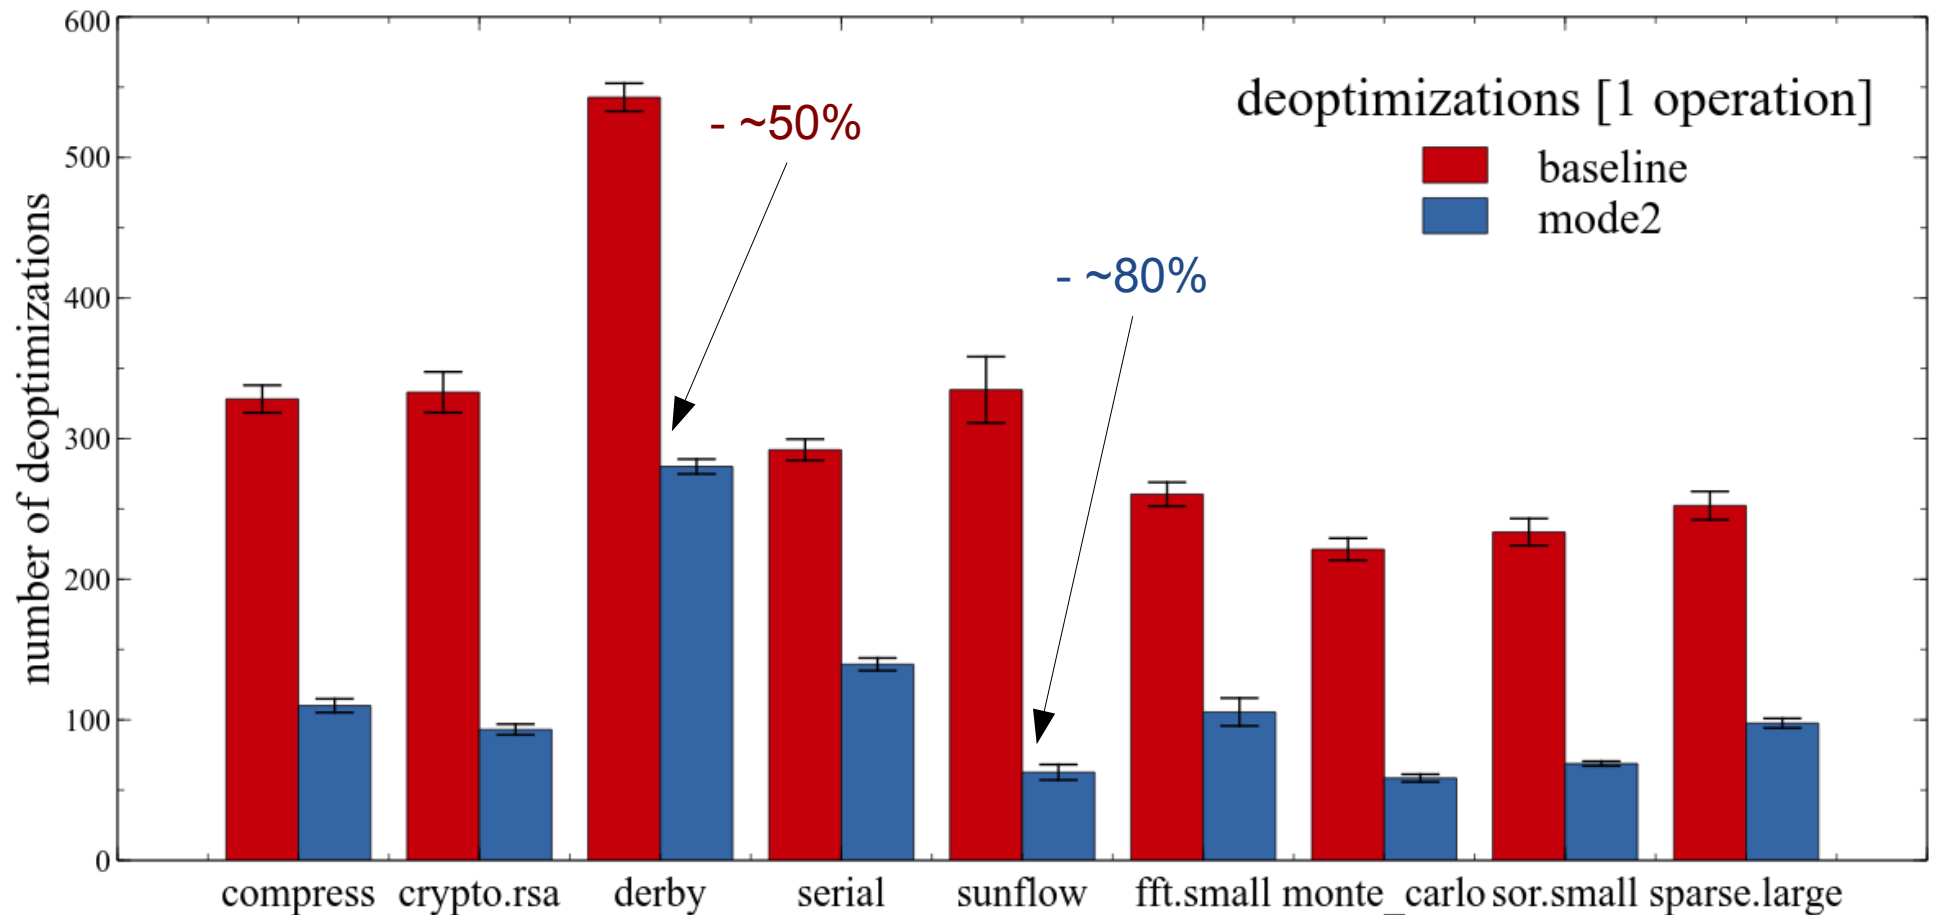 600
500
400
300
200
100
0
number of deoptimizations
- ~50%
- ~80%
deoptimizations [1 operation]
baseline
mode2
compress crypto.rsa derby serial sunflow fft.small monte_carlo sor.small sparse.large